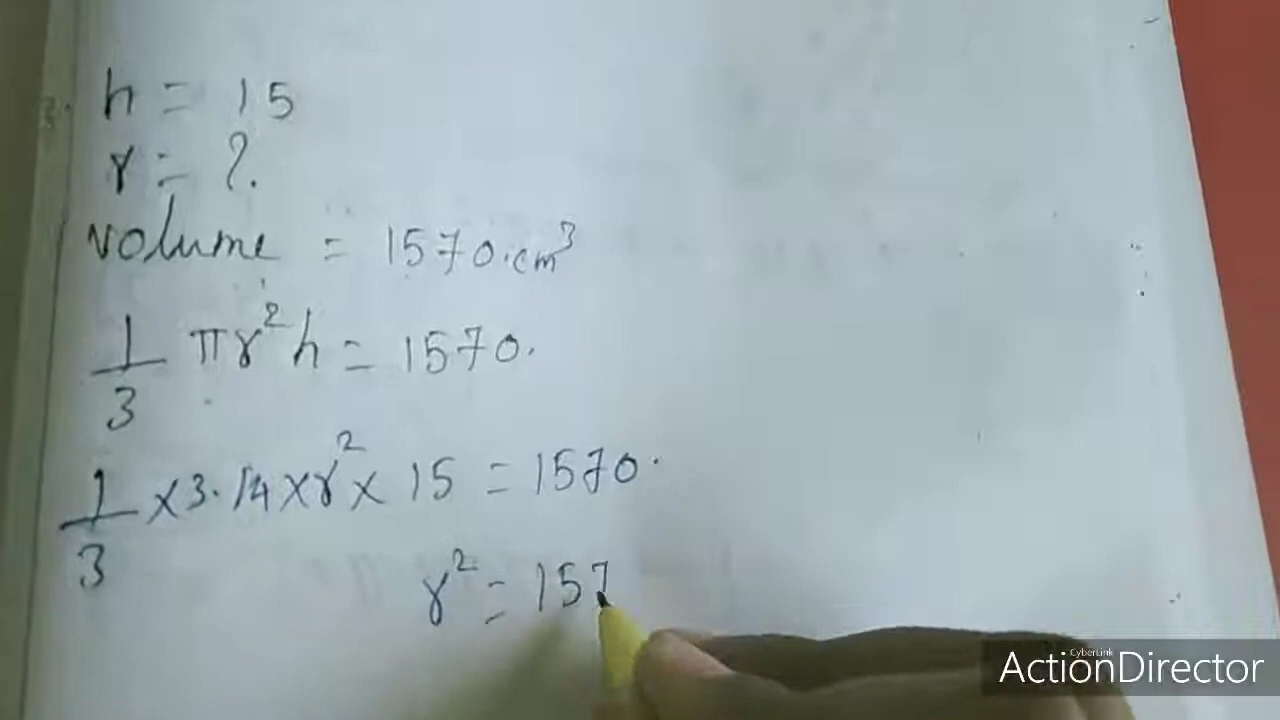 h = 15
r = ?.
volume = 1570.cm³
1/3 πr²h = 1570.
1/3 × 3.14 × r² × 15 = 1570.
r² = 157
CyberLink
ActionDirector